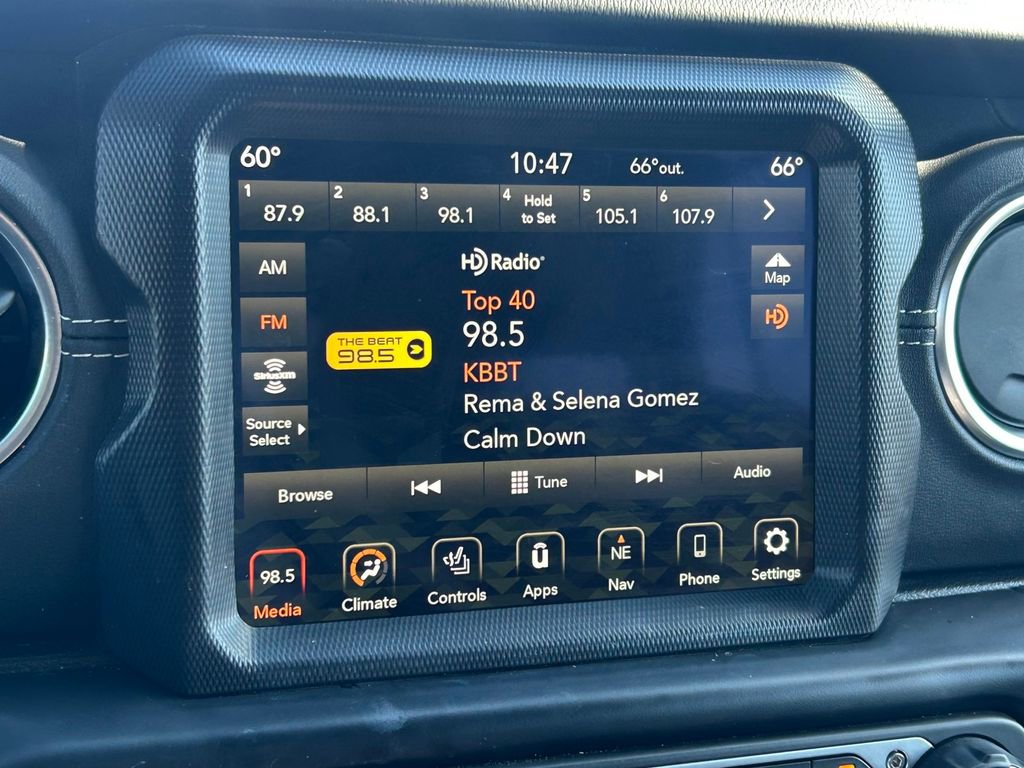 60° 10:47 66°out. 66°
1 87.9 2 88.1 3 98.1 4 Hold to Set 5 105.1 6 107.9
AM
FM
SiriusXM
Source
Select
THE BEAT
98.5
HD Radio
Top 40
98.5
KBBT
Rema & Selena Gomez
Calm Down
Map
HD
Browse Tune Audio
98.5 NE
Media Climate Controls Apps Nav Phone Settings